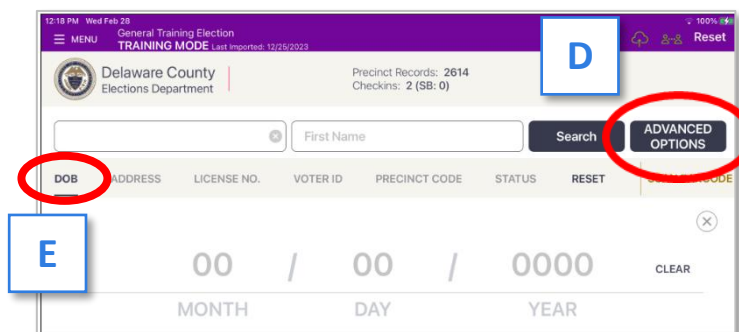 12:18 PM Wed Feb 28
100%
MENU
General Training Election
TRAINING MODE Last Imported: 12/25/2023
Reset
D
Delaware County
Elections Department
Precinct Records: 2614
Checkins: 2 (SB: 0)
First Name
Search
ADVANCED
OPTIONS
DOB ADDRESS LICENSE NO. VOTER ID PRECINCT CODE STATUS RESET
E
00 / 00 / 0000 CLEAR
MONTH DAY YEAR